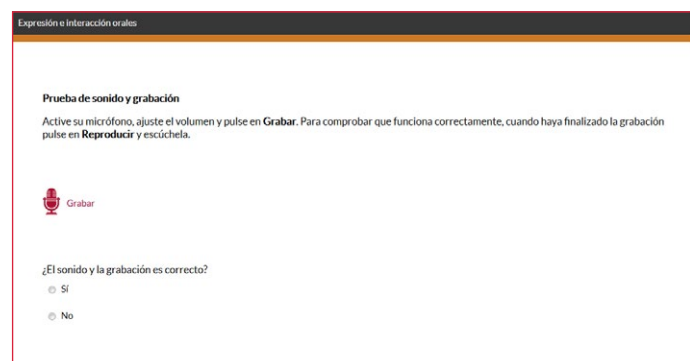 Expresión e interacción orales
Prueba de sonido y grabación
Active su micrófono, ajuste el volumen y pulse en Grabar. Para comprobar que funciona correctamente, cuando haya finalizado la grabación
pulse en Reproducir y escúchela.
Grabar
¿El sonido y la grabación es correcto?
Sí
No